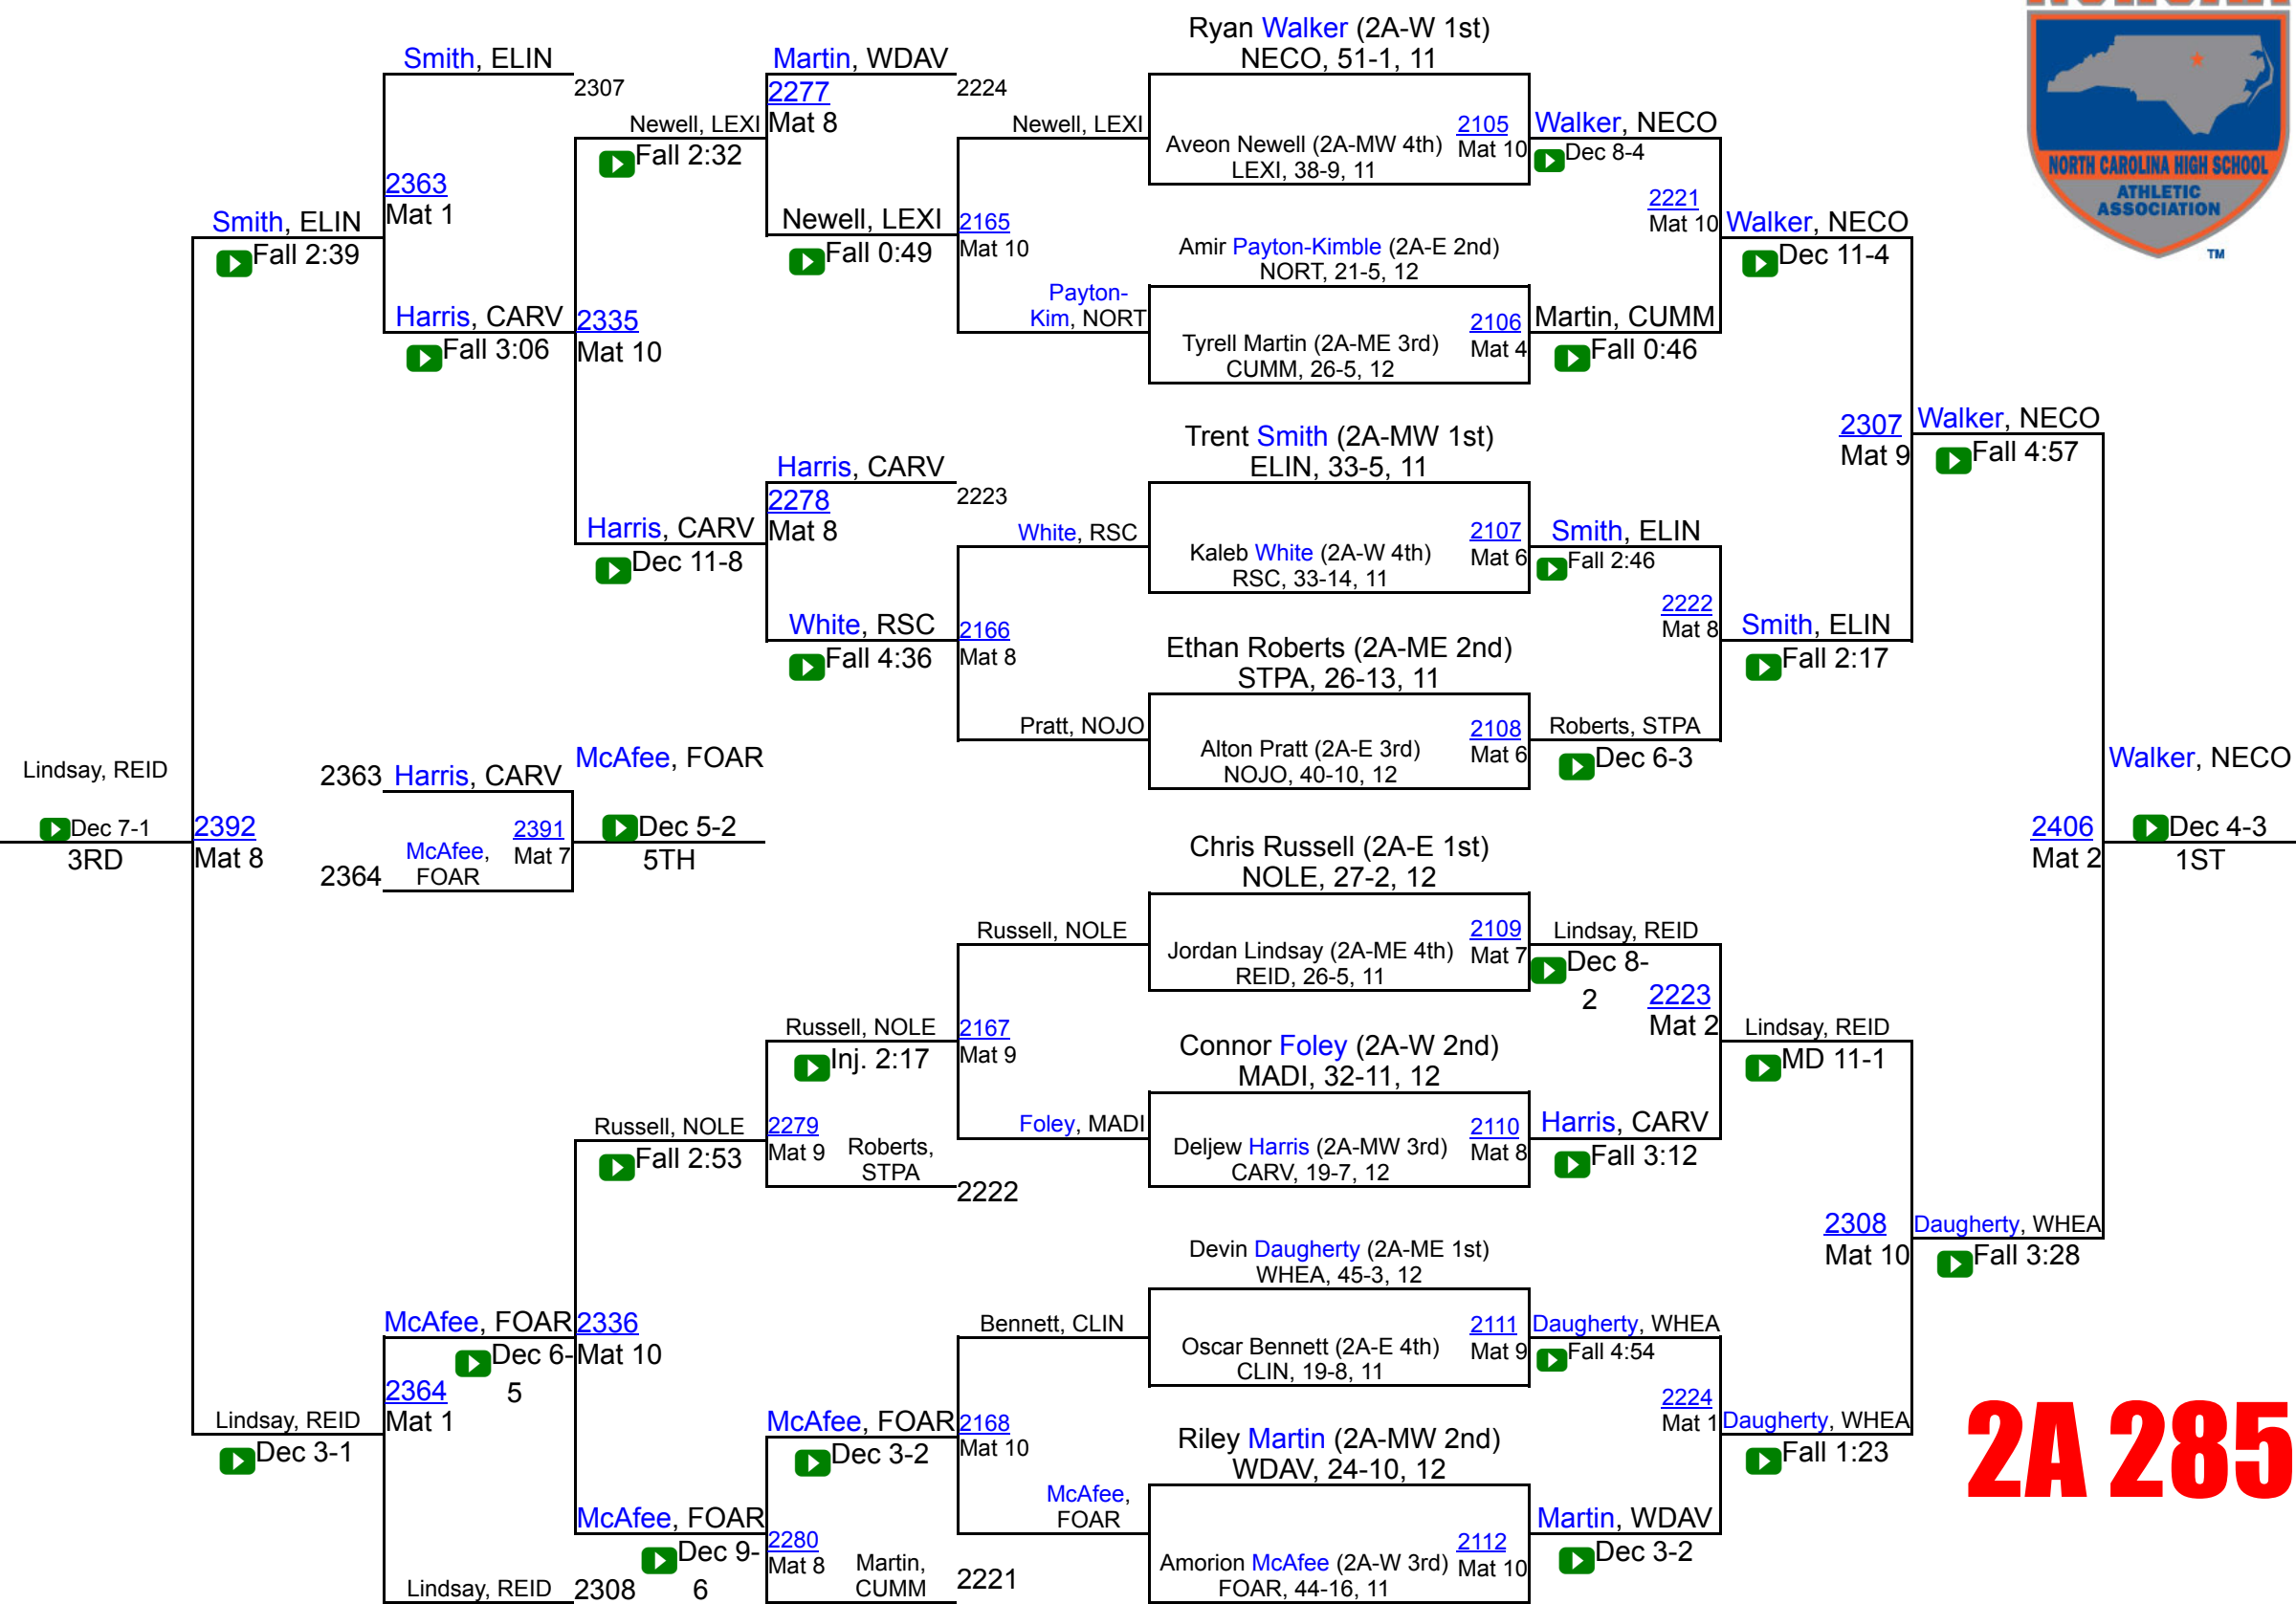 Ryan Walker (2A-W 1st)
NECO, 51-1, 11
Smith, ELIN
2307
Martin, WDAV
2224
2277
Mat 8
Newell, LEXI
Fall 2:32
Newell, LEXI
Aveon Newell (2A-MW 4th)
LEXI, 38-9, 11
2105
Mat 10
Walker, NECO
Dec 8-4
NORTH CAROLINA HIGH SCHOOL
ATHLETIC
ASSOCIATION
TM
2363
Mat 1
Smith, ELIN
Fall 2:39
Newell, LEXI
Fall 0:49
2165
Mat 10
Amir Payton-Kimble (2A-E 2nd)
NORT, 21-5, 12
2221
Mat 10
Walker, NECO
Dec 11-4
Harris, CARV
Fall 3:06
2335
Mat 10
Payton-
Kim, NORT
Tyrell Martin (2A-ME 3rd)
CUMM, 26-5, 12
2106
Mat 4
Martin, CUMM
Fall 0:46
Trent Smith (2A-MW 1st)
ELIN, 33-5, 11
2307
Mat 9
Walker, NECO
Fall 4:57
Harris, CARV
2223
2278
Mat 8
Harris, CARV
Dec 11-8
White, RSC
Kaleb White (2A-W 4th)
RSC, 33-14, 11
2107
Mat 6
Smith, ELIN
Fall 2:46
White, RSC
Fall 4:36
2166
Mat 8
Ethan Roberts (2A-ME 2nd)
STPA, 26-13, 11
2222
Mat 8
Smith, ELIN
Fall 2:17
Pratt, NOJO
Alton Pratt (2A-E 3rd)
NOJO, 40-10, 12
2108
Mat 6
Roberts, STPA
Dec 6-3
Lindsay, REID
Dec 7-1
3RD
2392
Mat 8
2363 Harris, CARV
2364
McAfee,
FOAR
2391
Mat 7
McAfee, FOAR
Dec 5-2
5TH
Chris Russell (2A-E 1st)
NOLE, 27-2, 12
2406
Mat 2
Walker, NECO
Dec 4-3
1ST
Russell, NOLE
Jordan Lindsay (2A-ME 4th)
REID, 26-5, 11
2109
Mat 7
Lindsay, REID
Dec 8-
2
Russell, NOLE
Inj. 2:17
2167
Mat 9
Connor Foley (2A-W 2nd)
MADI, 32-11, 12
2223
Mat 2
Lindsay, REID
MD 11-1
Russell, NOLE
Fall 2:53
2279
Mat 9
Roberts,
STPA
2222
Foley, MADI
Deljew Harris (2A-MW 3rd)
CARV, 19-7, 12
2110
Mat 8
Harris, CARV
Fall 3:12
Devin Daugherty (2A-ME 1st)
WHEA, 45-3, 12
2308
Mat 10
Daugherty, WHEA
Fall 3:28
McAfee, FOAR
Dec 6-
5
2336
Mat 10
Bennett, CLIN
Oscar Bennett (2A-E 4th)
CLIN, 19-8, 11
2111
Mat 9
Daugherty, WHEA
Fall 4:54
2364
Mat 1
Lindsay, REID
Dec 3-1
McAfee, FOAR
Dec 3-2
2168
Mat 10
Riley Martin (2A-MW 2nd)
WDAV, 24-10, 12
2224
Mat 1
Daugherty, WHEA
Fall 1:23
2A 285
McAfee, FOAR
Dec 9-
6
2280
Mat 8
Martin,
CUMM
2221
McAfee,
FOAR
Amorion McAfee (2A-W 3rd)
FOAR, 44-16, 11
2112
Mat 10
Martin, WDAV
Dec 3-2
Lindsay, REID
2308